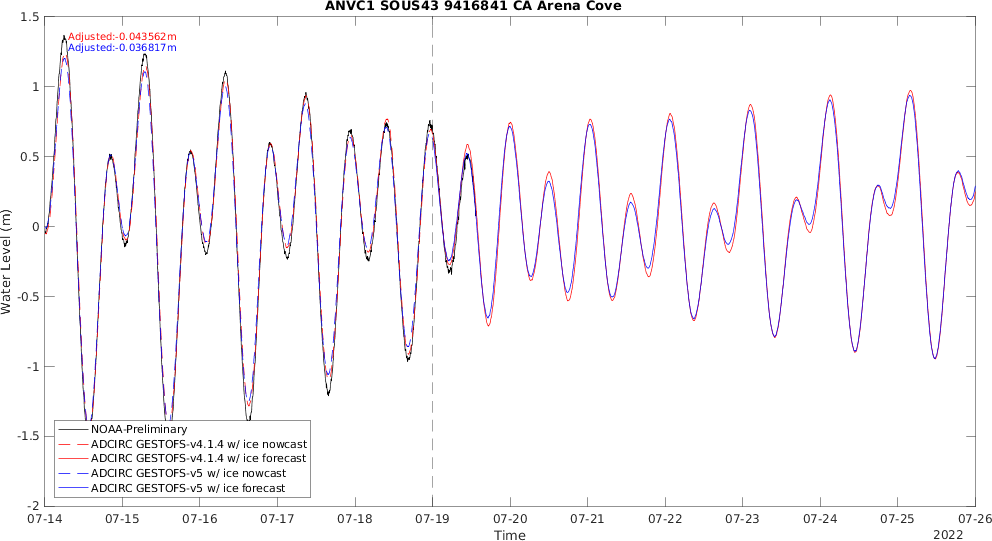 ANVC1 SOUS43 9416841 CA Arena Cove
Adjusted:-0.043562m
Adjusted:-0.036817m
1.5
1
0.5
0
-0.5
-1
-1.5
-2
Water Level (m)
NOAA-Preliminary
ADCIRC GESTOFS-v4.1.4 w/ ice nowcast
ADCIRC GESTOFS-v4.1.4 w/ ice forecast
ADCIRC GESTOFS-v5 w/ ice nowcast
ADCIRC GESTOFS-v5 w/ ice forecast
07-14 07-15 07-16 07-17 07-18 07-19 07-20 07-21 07-22 07-23 07-24 07-25 07-26
Time
2022